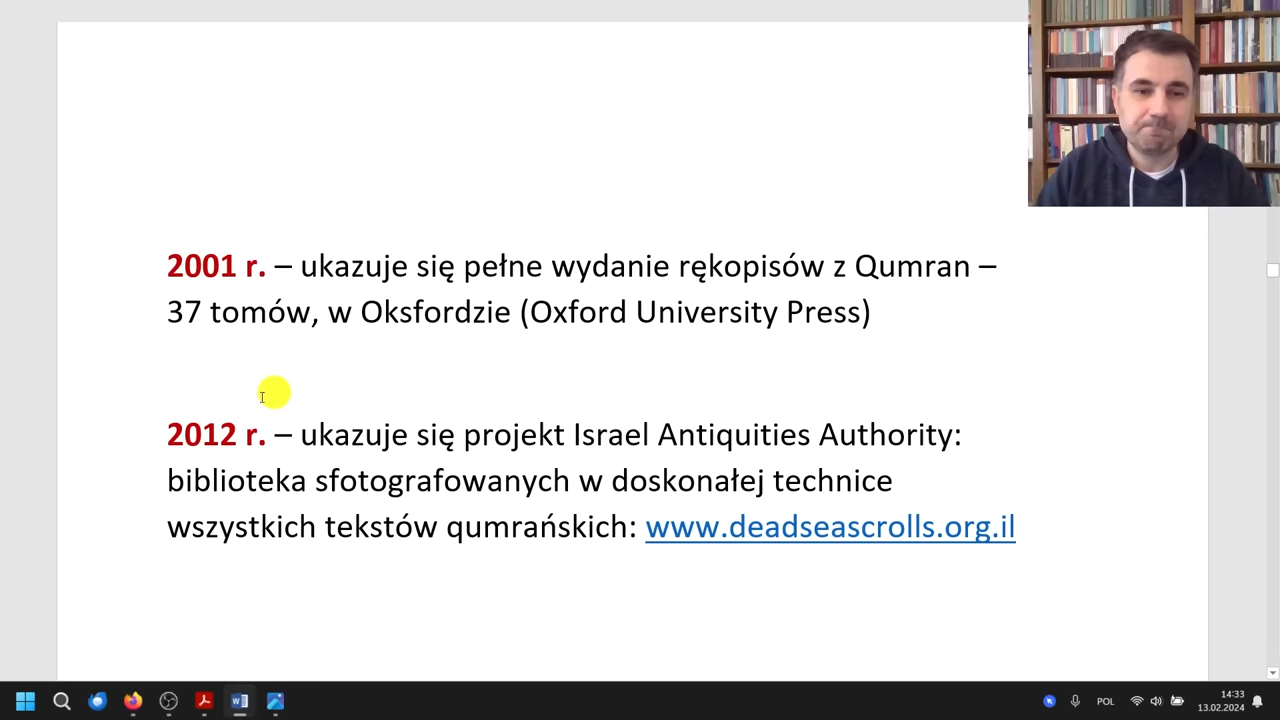 2001 r. – ukazuje się pełne wydanie rękopisów z Qumran –
37 tomów, w Oksfordzie (Oxford University Press)
2012 r. – ukazuje się projekt Israel Antiquities Authority:
biblioteka sfotografowanych w doskonałej technice
wszystkich tekstów qumrańskich: www.deadseascrolls.org.il
POL
14:33
13.02.2024